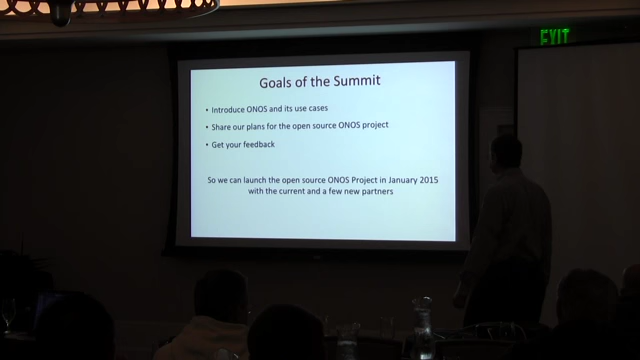 EXIT
Goals of the Summit
• Introduce ONOS and its use cases
• Share our plans for the open source ONOS project
• Get your feedback
So we can launch the open source ONOS Project in January 2015
with the current and a few new partners